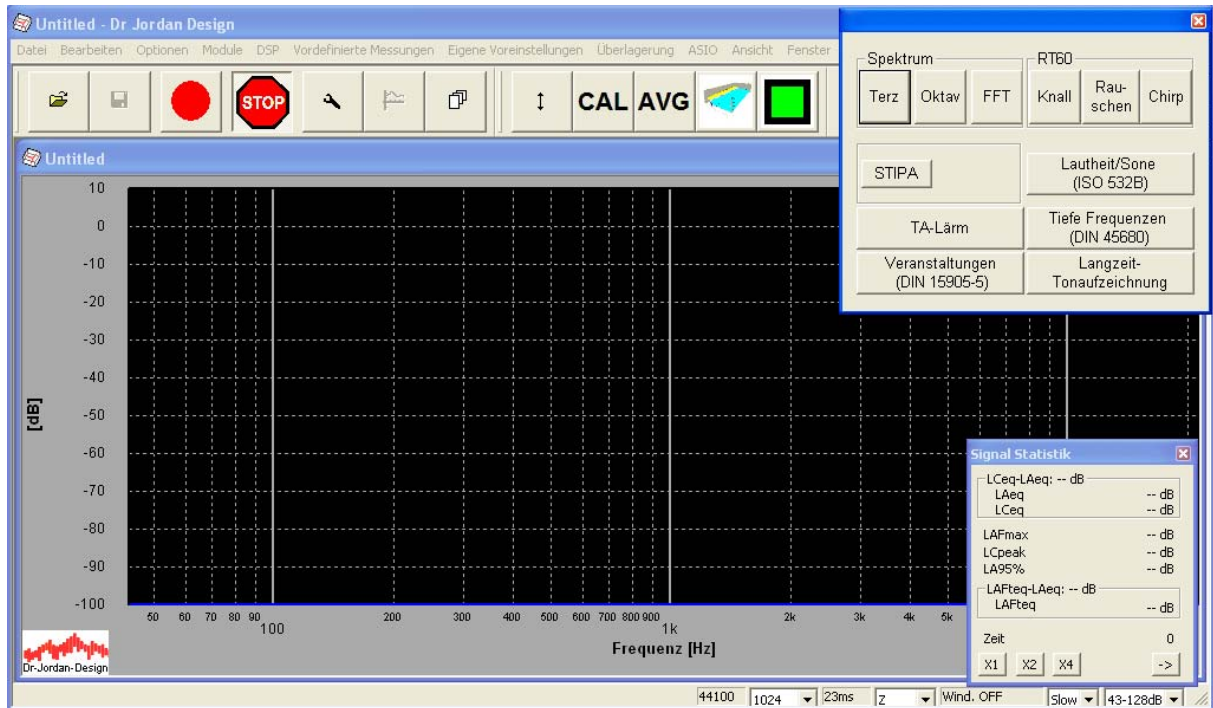 Untitled - Dr Jordan Design
Datei Bearbeiten Optionen Module DSP Vordefinierte Messungen Eigene Voreinstellungen Überlagerung ASIO Ansicht Fenster
STOP
CAL AVG
Spektrum
Terz Oktav FFT
RT60
Knall Rau-schen Chirp
STIPA
Lautheit/Sone
(ISO 532B)
TA-Lärm
Tiefe Frequenzen
(DIN 45680)
Veranstaltungen
(DIN 15905-5)
Langzeit-
Tonaufzeichnung
Untitled
10
0
-10
-20
-30
-40
-50
-60
-70
-80
-90
-100
[dB]
50 60 70 80 90 100 200 300 400 500 600 700 800 900 1k 2k 3k 4k 5k
Frequenz [Hz]
Dr-Jordan-Design
Signal Statistik
LCeq-LAeq: -- dB
LAeq -- dB
LCeq -- dB
LAFmax -- dB
LCpeak -- dB
LA95% -- dB
LAFteq-LAeq: -- dB
LAFteq -- dB
Zeit 0
X1 X2 X4 ->
44100 1024 23ms Z Wind. OFF Slow 43-128dB